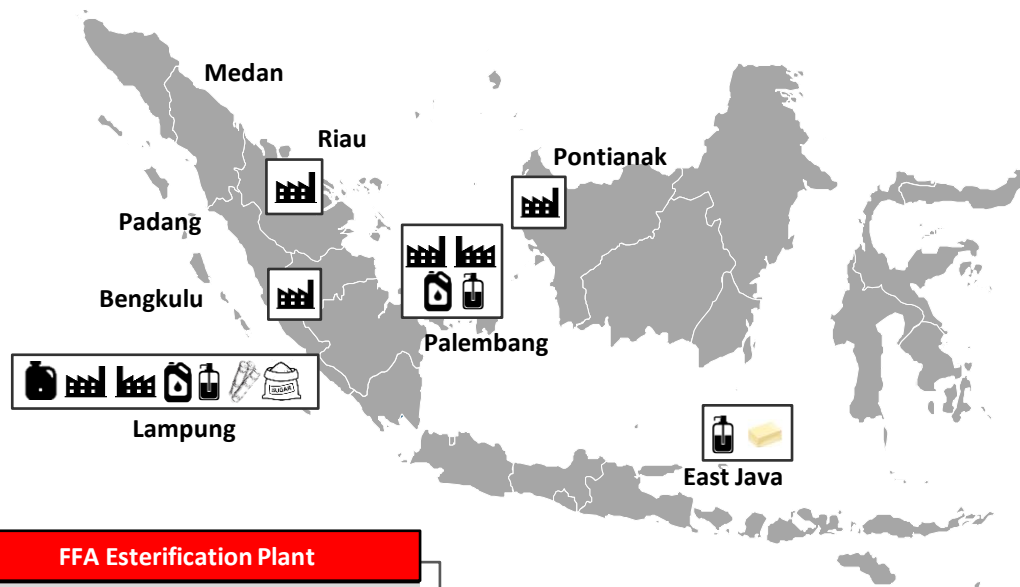 Medan
Riau
Pontianak
Padang
Bengkulu
Palembang
SUGAR
Lampung
East Java
FFA Esterification Plant